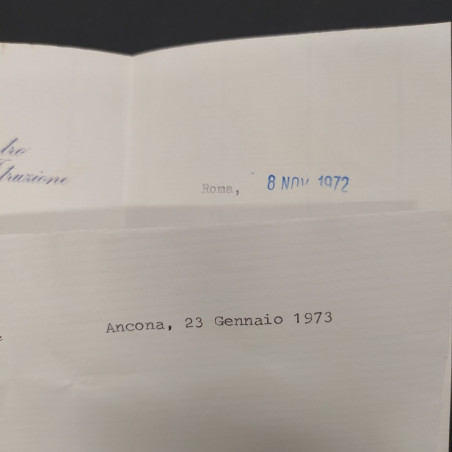 Roma, 8 NOV. 1972
Ancona, 23 Gennaio 1973